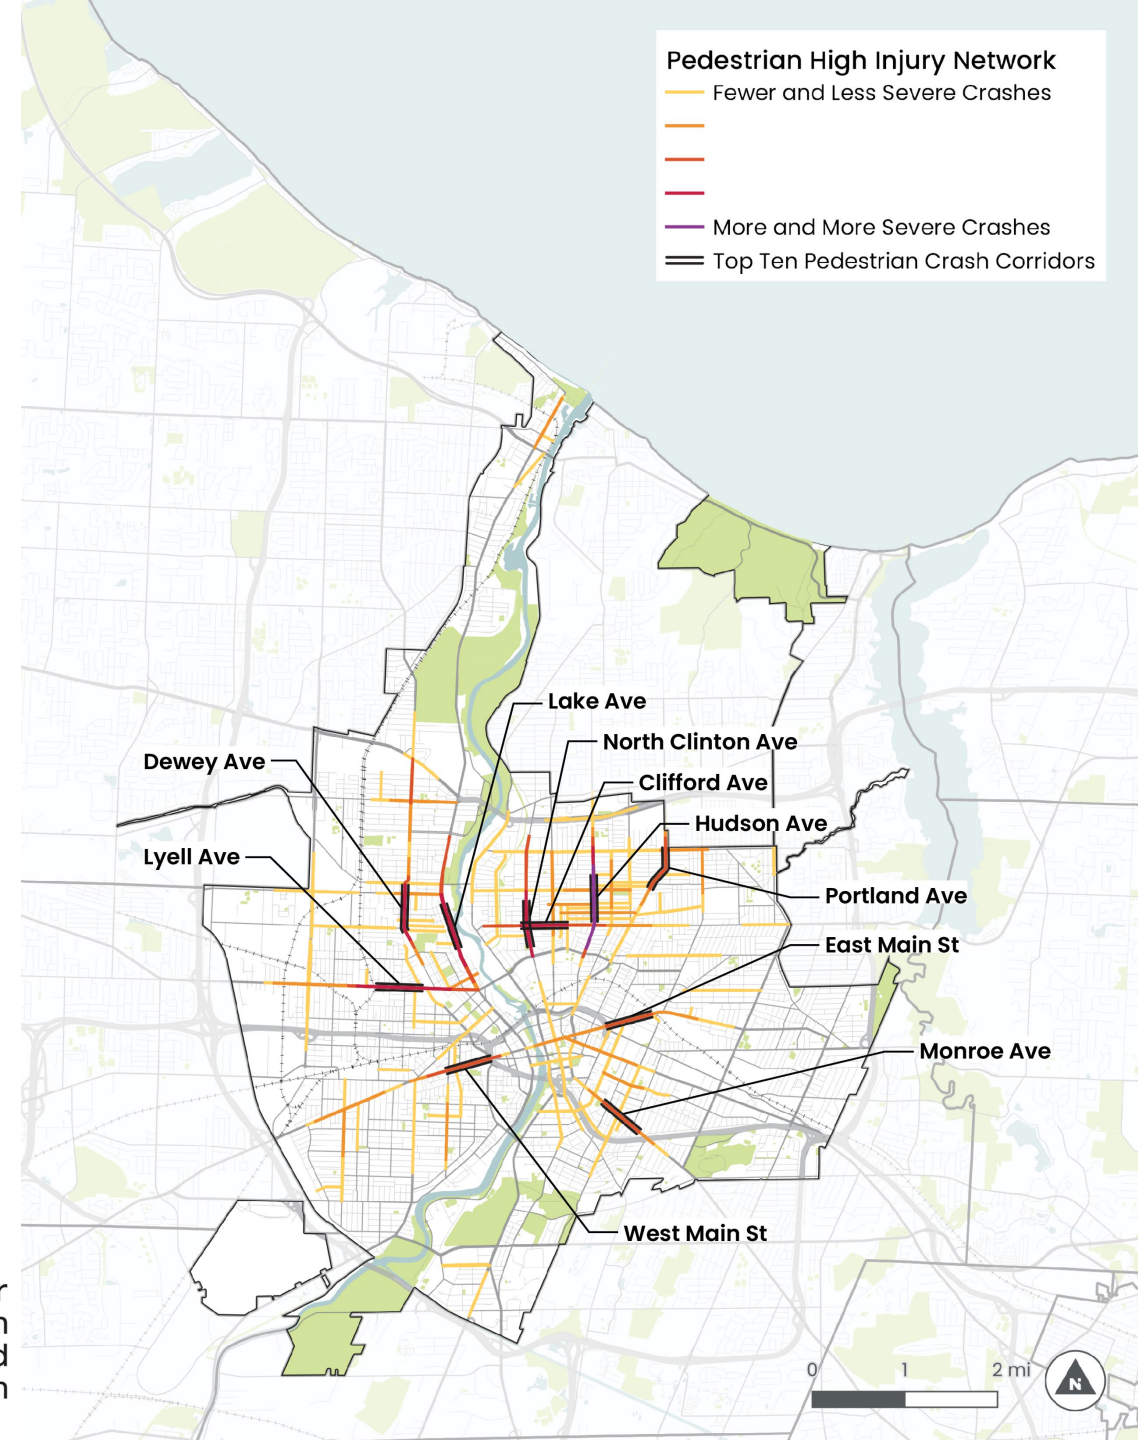 Pedestrian High Injury Network
Fewer and Less Severe Crashes
More and More Severe Crashes
Top Ten Pedestrian Crash Corridors
Lake Ave
North Clinton Ave
Dewey Ave
Clifford Ave
Hudson Ave
Lyell Ave
Portland Ave
East Main St
Monroe Ave
West Main St
r
n
d
n
0 1 2 mi
N